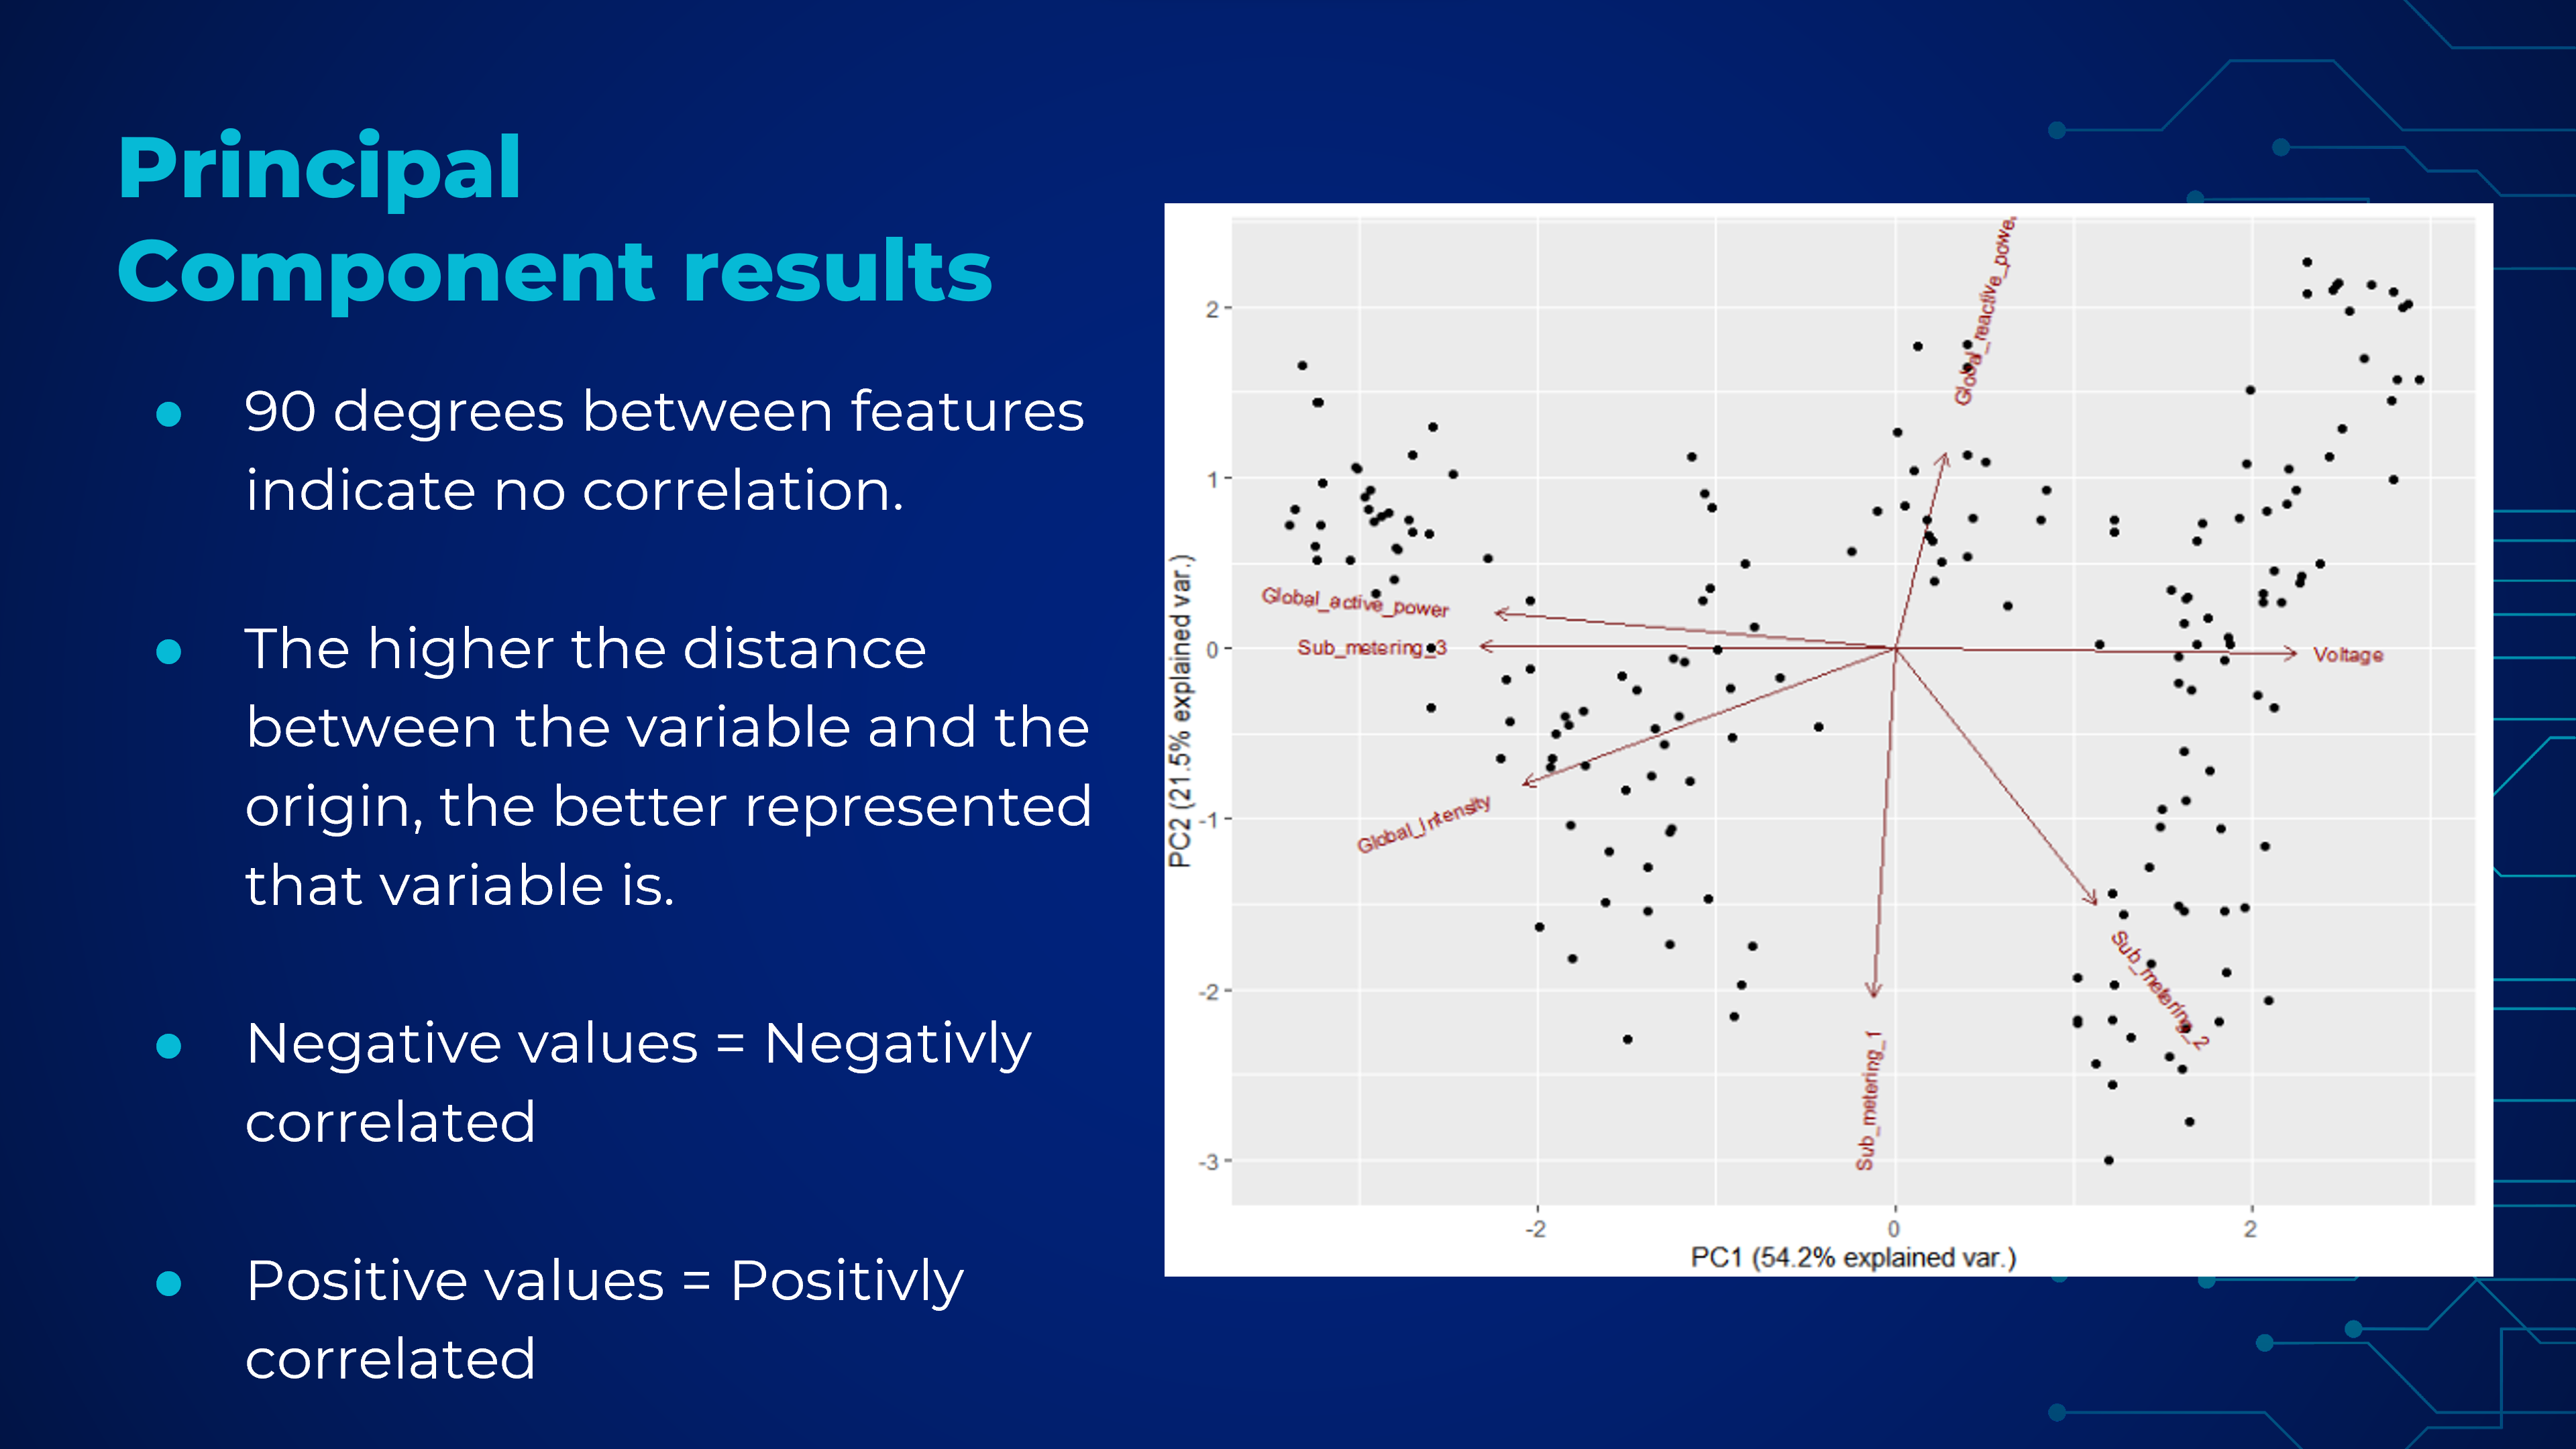 Principal
Component results
● 90 degrees between features
indicate no correlation.
● The higher the distance
between the variable and the
origin, the better represented
that variable is.
● Negative values = Negativly
correlated
● Positive values = Positivly
correlated
PC2 (21.5% explained var.)
2
1
0
-1
-2
-3
Global_reactive_power
Global_active_power
Sub_metering_3
Voltage
Global_Intensity
Sub_metering_2
Sub_metering_1
-2
0
2
PC1 (54.2% explained var.)